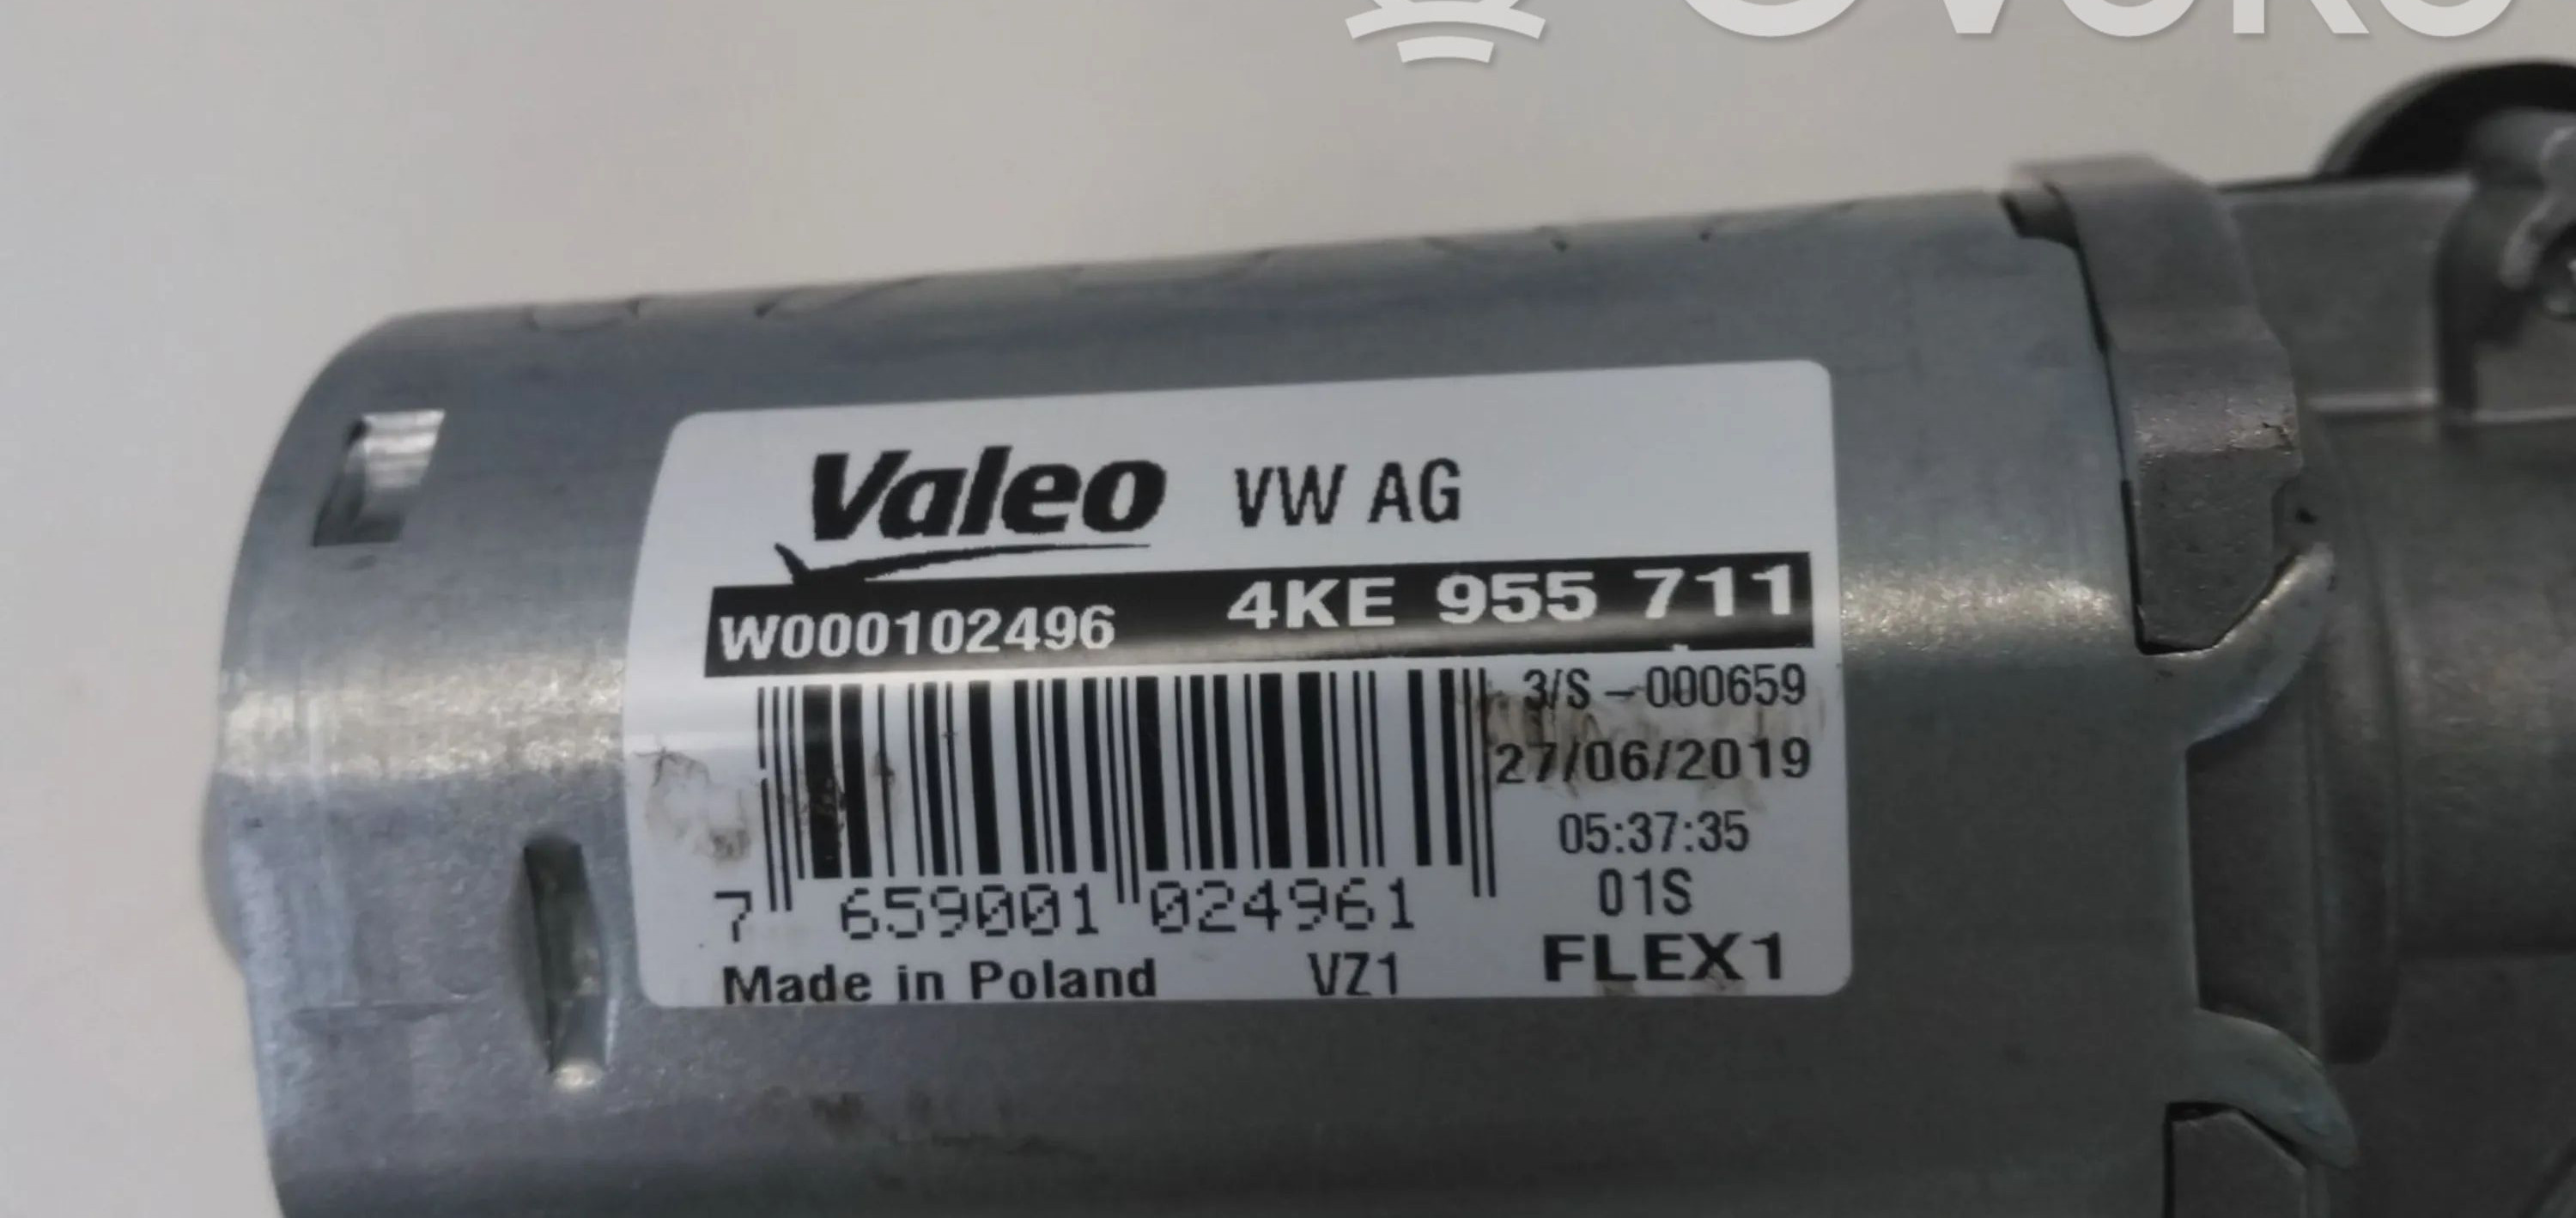 Valeo VW AG
W000102496 4KE 955 711
3/S - 000659
27/06/2019
05:37:35
01S
7 659001 024961
Made in Poland VZ1 FLEX1